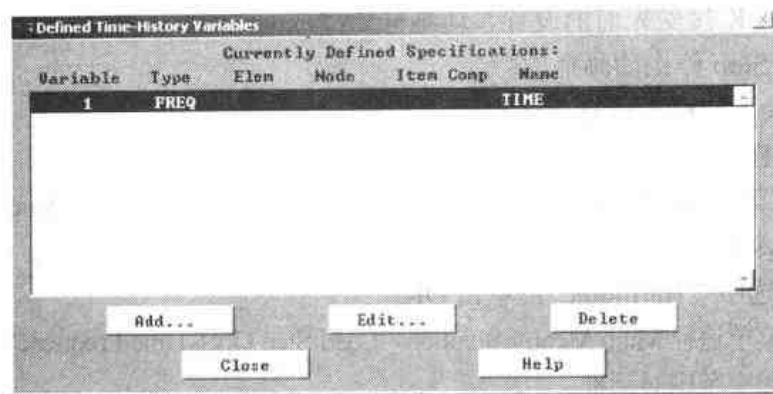 Defined Time-History Variables
Currently Defined Specifications:
Variable Type Elem Node Item Comp Name
1 FREQ TIME
Add... Edit... Delete
Close Help